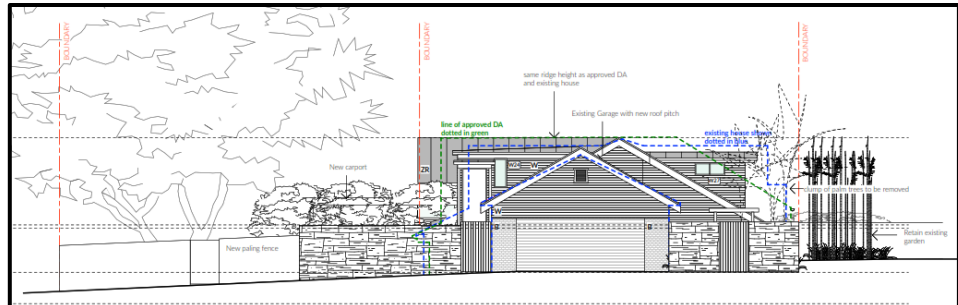 BOUNDARY
BOUNDARY
BOUNDARY
same ridge height as approved DA
and existing house
line of approved DA
dotted in green
Existing Garage with new roof pitch
existing house shown
dotted in blue
New carport
ZR
W
clump of palm trees to be removed
W
New paling fence
Retain existing
garden